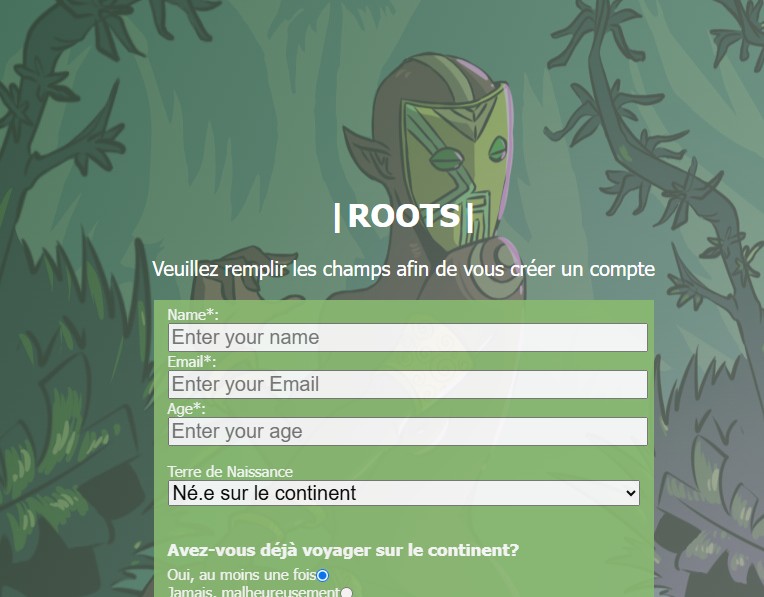 |ROOTS|
Veuillez remplir les champs afin de vous créer un compte
Name*:
Enter your name
Email*:
Enter your Email
Age*:
Enter your age
Terre de Naissance
Né.e sur le continent
Avez-vous déjà voyager sur le continent?
Oui, au moins une fois
Jamais, malheureusement